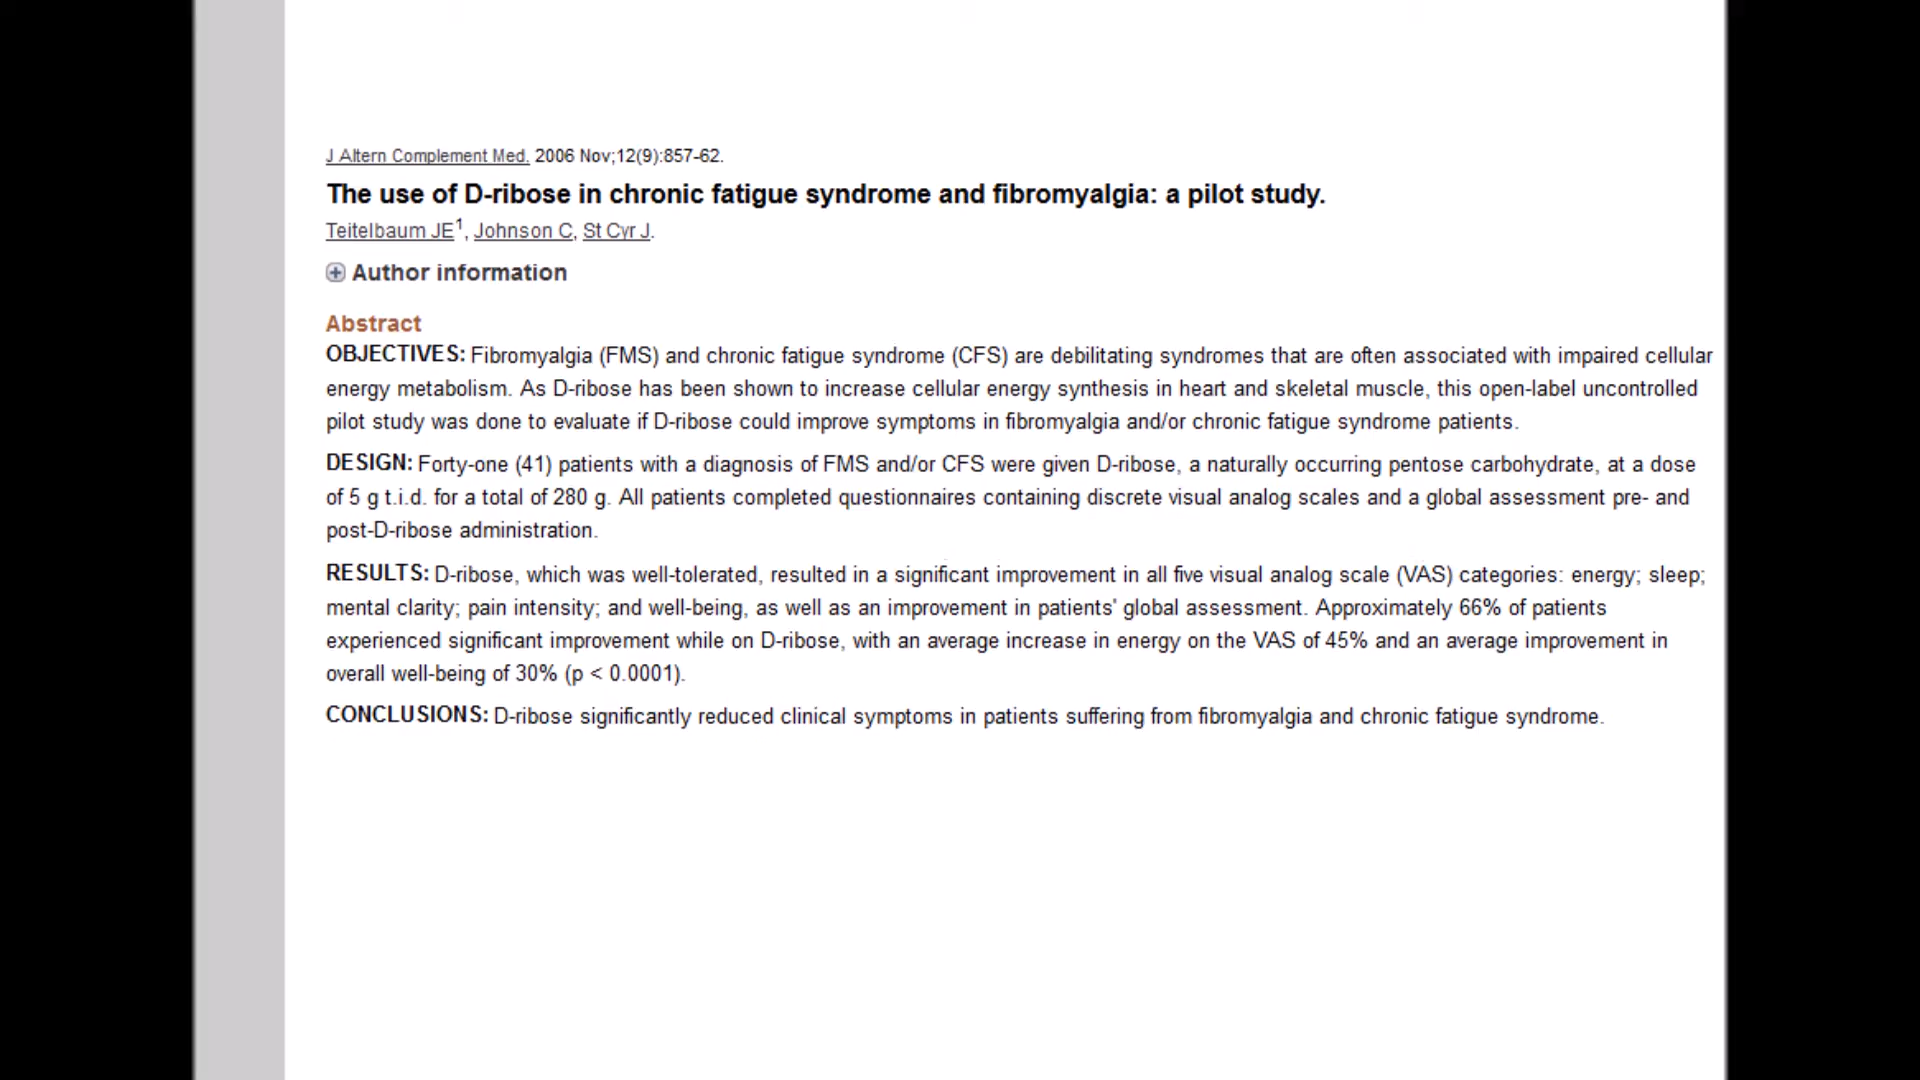 J Altern Complement Med. 2006 Nov;12(9):857-62.
The use of D-ribose in chronic fatigue syndrome and fibromyalgia: a pilot study.
Teitelbaum JE1, Johnson C, St Cyr J.
Author information
Abstract
OBJECTIVES: Fibromyalgia (FMS) and chronic fatigue syndrome (CFS) are debilitating syndromes that are often associated with impaired cellular
energy metabolism. As D-ribose has been shown to increase cellular energy synthesis in heart and skeletal muscle, this open-label uncontrolled
pilot study was done to evaluate if D-ribose could improve symptoms in fibromyalgia and/or chronic fatigue syndrome patients.
DESIGN: Forty-one (41) patients with a diagnosis of FMS and/or CFS were given D-ribose, a naturally occurring pentose carbohydrate, at a dose
of 5 g t.i.d. for a total of 280 g. All patients completed questionnaires containing discrete visual analog scales and a global assessment pre- and
post-D-ribose administration.
RESULTS: D-ribose, which was well-tolerated, resulted in a significant improvement in all five visual analog scale (VAS) categories: energy; sleep;
mental clarity; pain intensity; and well-being, as well as an improvement in patients' global assessment. Approximately 66% of patients
experienced significant improvement while on D-ribose, with an average increase in energy on the VAS of 45% and an average improvement in
overall well-being of 30% (p < 0.0001).
CONCLUSIONS: D-ribose significantly reduced clinical symptoms in patients suffering from fibromyalgia and chronic fatigue syndrome.